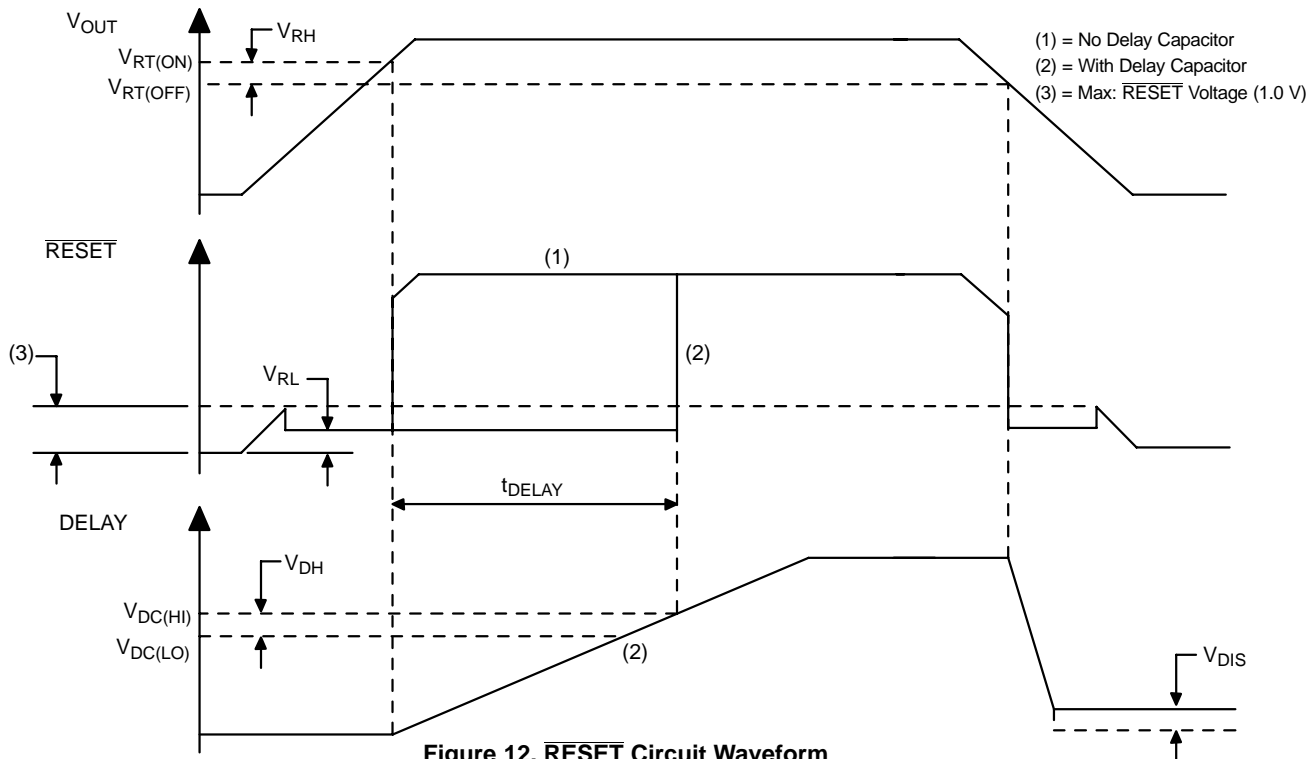 VOUT
VRH
VRT(ON)
VRT(OFF)
(1) = No Delay Capacitor
(2) = With Delay Capacitor
(3) = Max: RESET Voltage (1.0 V)
RESET
(1)
(2)
(3)
VRL
tDELAY
DELAY
VDH
VDC(HI)
VDC(LO)
(2)
VDIS
Figure 12. RESET Circuit Waveform